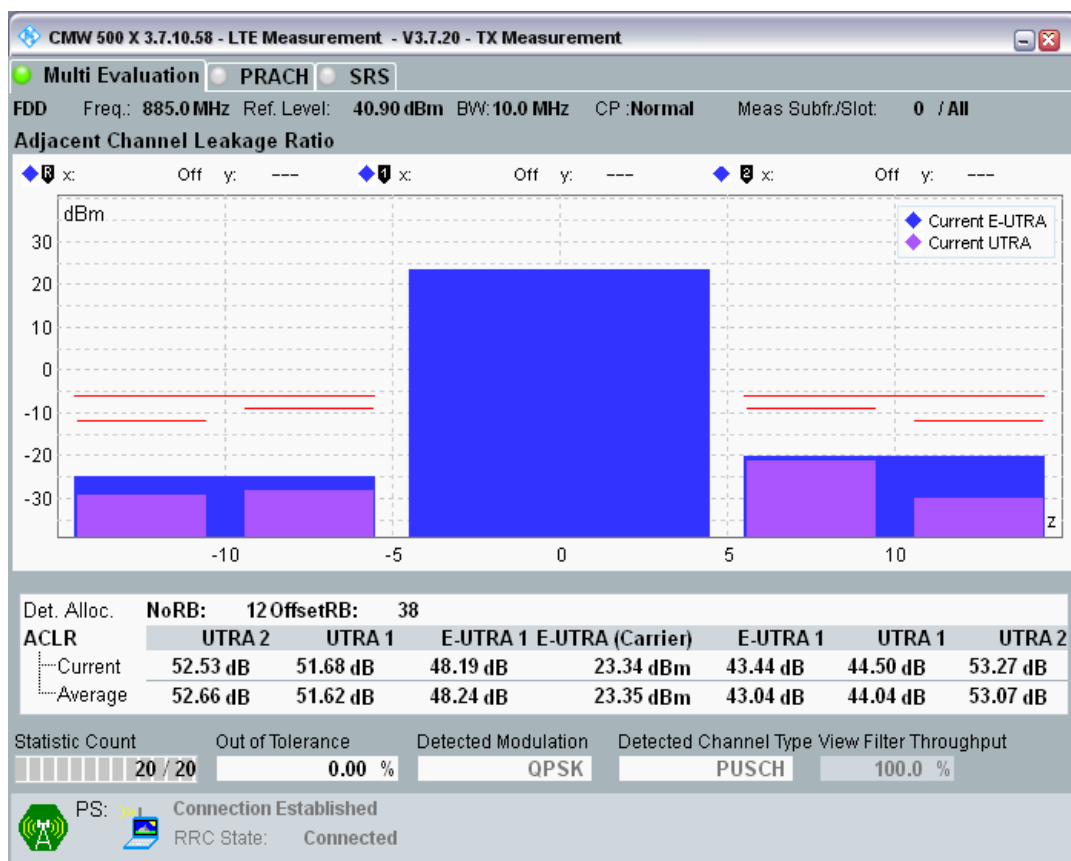 CMW 500 X 3.7.10.58 - LTE Measurement - V3.7.20 - TX Measurement
Multi Evaluation PRACH SRS
FDD Freq.: 885.0 MHz Ref. Level: 40.90 dBm BW: 10.0 MHz CP :Normal Meas Subfr./Slot: 0 / All
Adjacent Channel Leakage Ratio
R x: Off y: --- 1 x: Off y: --- 2 x: Off y: ---
dBm
Current E-UTRA
Current UTRA
30
20
10
0
-10
-20
-30
z
-10 -5 0 5 10
Det. Alloc. NoRB: 12 OffsetRB: 38
ACLR UTRA 2 UTRA 1 E-UTRA 1 E-UTRA (Carrier) E-UTRA 1 UTRA 1 UTRA 2
Current 52.53 dB 51.68 dB 48.19 dB 23.34 dBm 43.44 dB 44.50 dB 53.27 dB
Average 52.66 dB 51.62 dB 48.24 dB 23.35 dBm 43.04 dB 44.04 dB 53.07 dB
Statistic Count Out of Tolerance Detected Modulation Detected Channel Type View Filter Throughput
20 / 20 0.00 % QPSK PUSCH 100.0 %
PS: Connection Established
RRC State: Connected